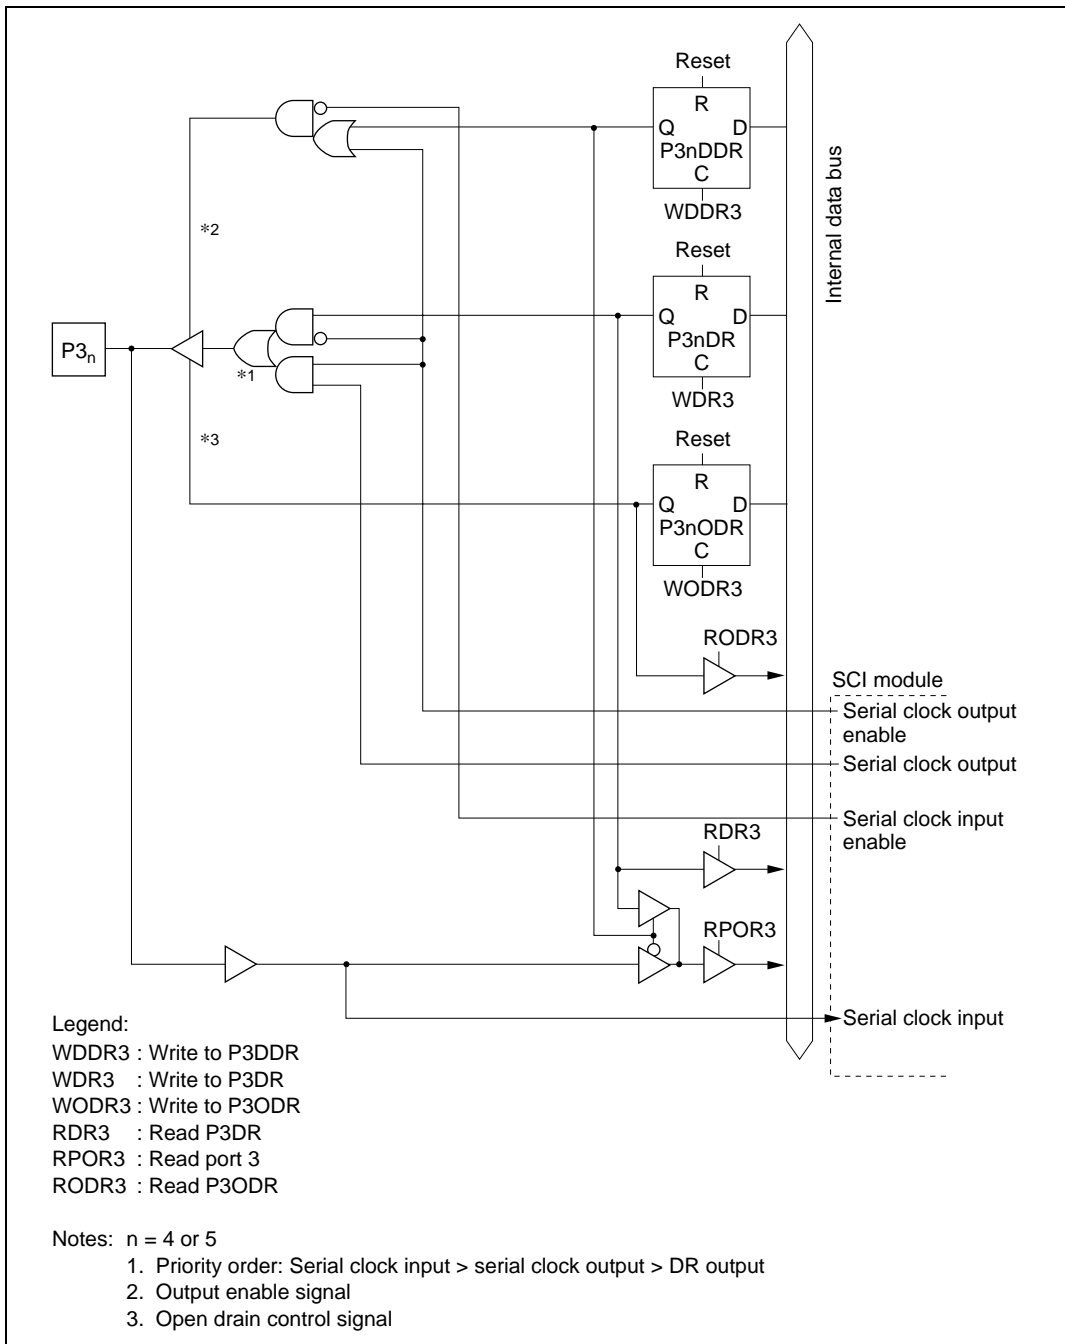 Reset
R
Q D
P3nDDR
C
WDDR3
Internal data bus
*2
Reset
R
Q D
P3nDR
C
WDR3
P3n
*1
*3
Reset
R
Q D
P3nODR
C
WODR3
RODR3
SCI module
Serial clock output
enable
Serial clock output
Serial clock input
enable
RDR3
RPOR3
Serial clock input
Legend:
WDDR3 : Write to P3DDR
WDR3 : Write to P3DR
WODR3 : Write to P3ODR
RDR3 : Read P3DR
RPOR3 : Read port 3
RODR3 : Read P3ODR
Notes: n = 4 or 5
1. Priority order: Serial clock input > serial clock output > DR output
2. Output enable signal
3. Open drain control signal